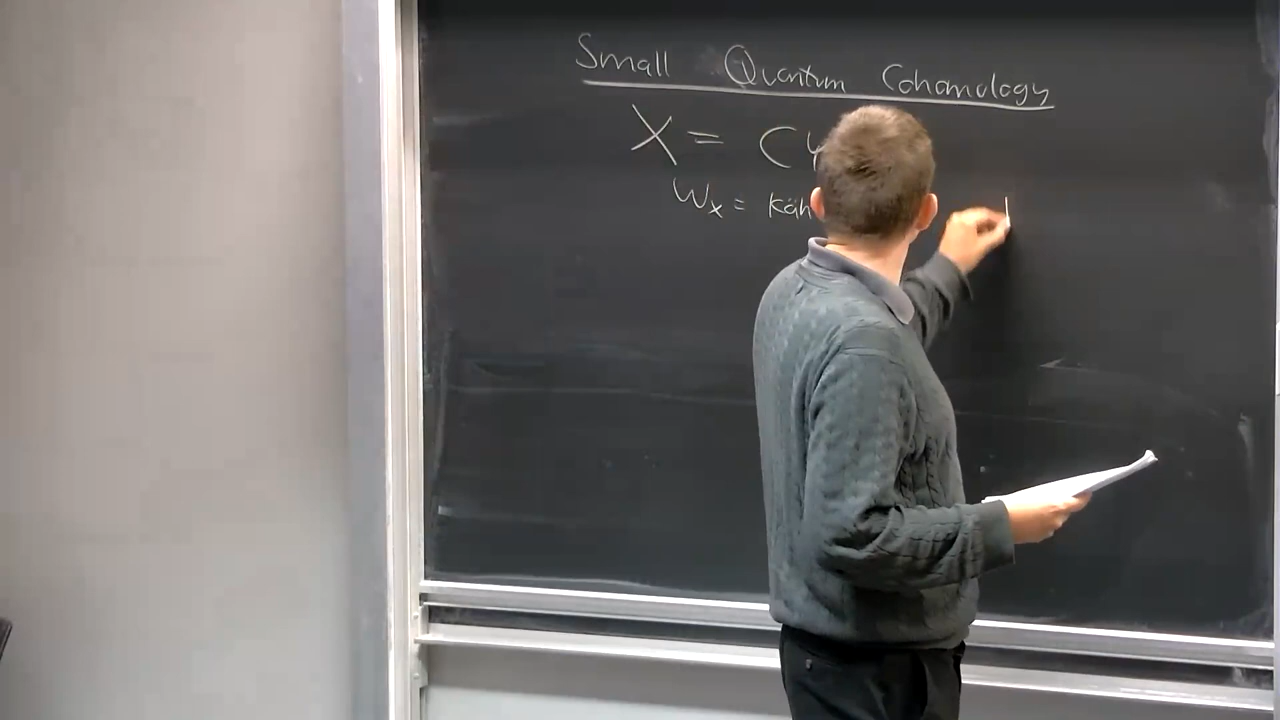 Small Quantum Cohomology
X = CY
ω_X = Käh